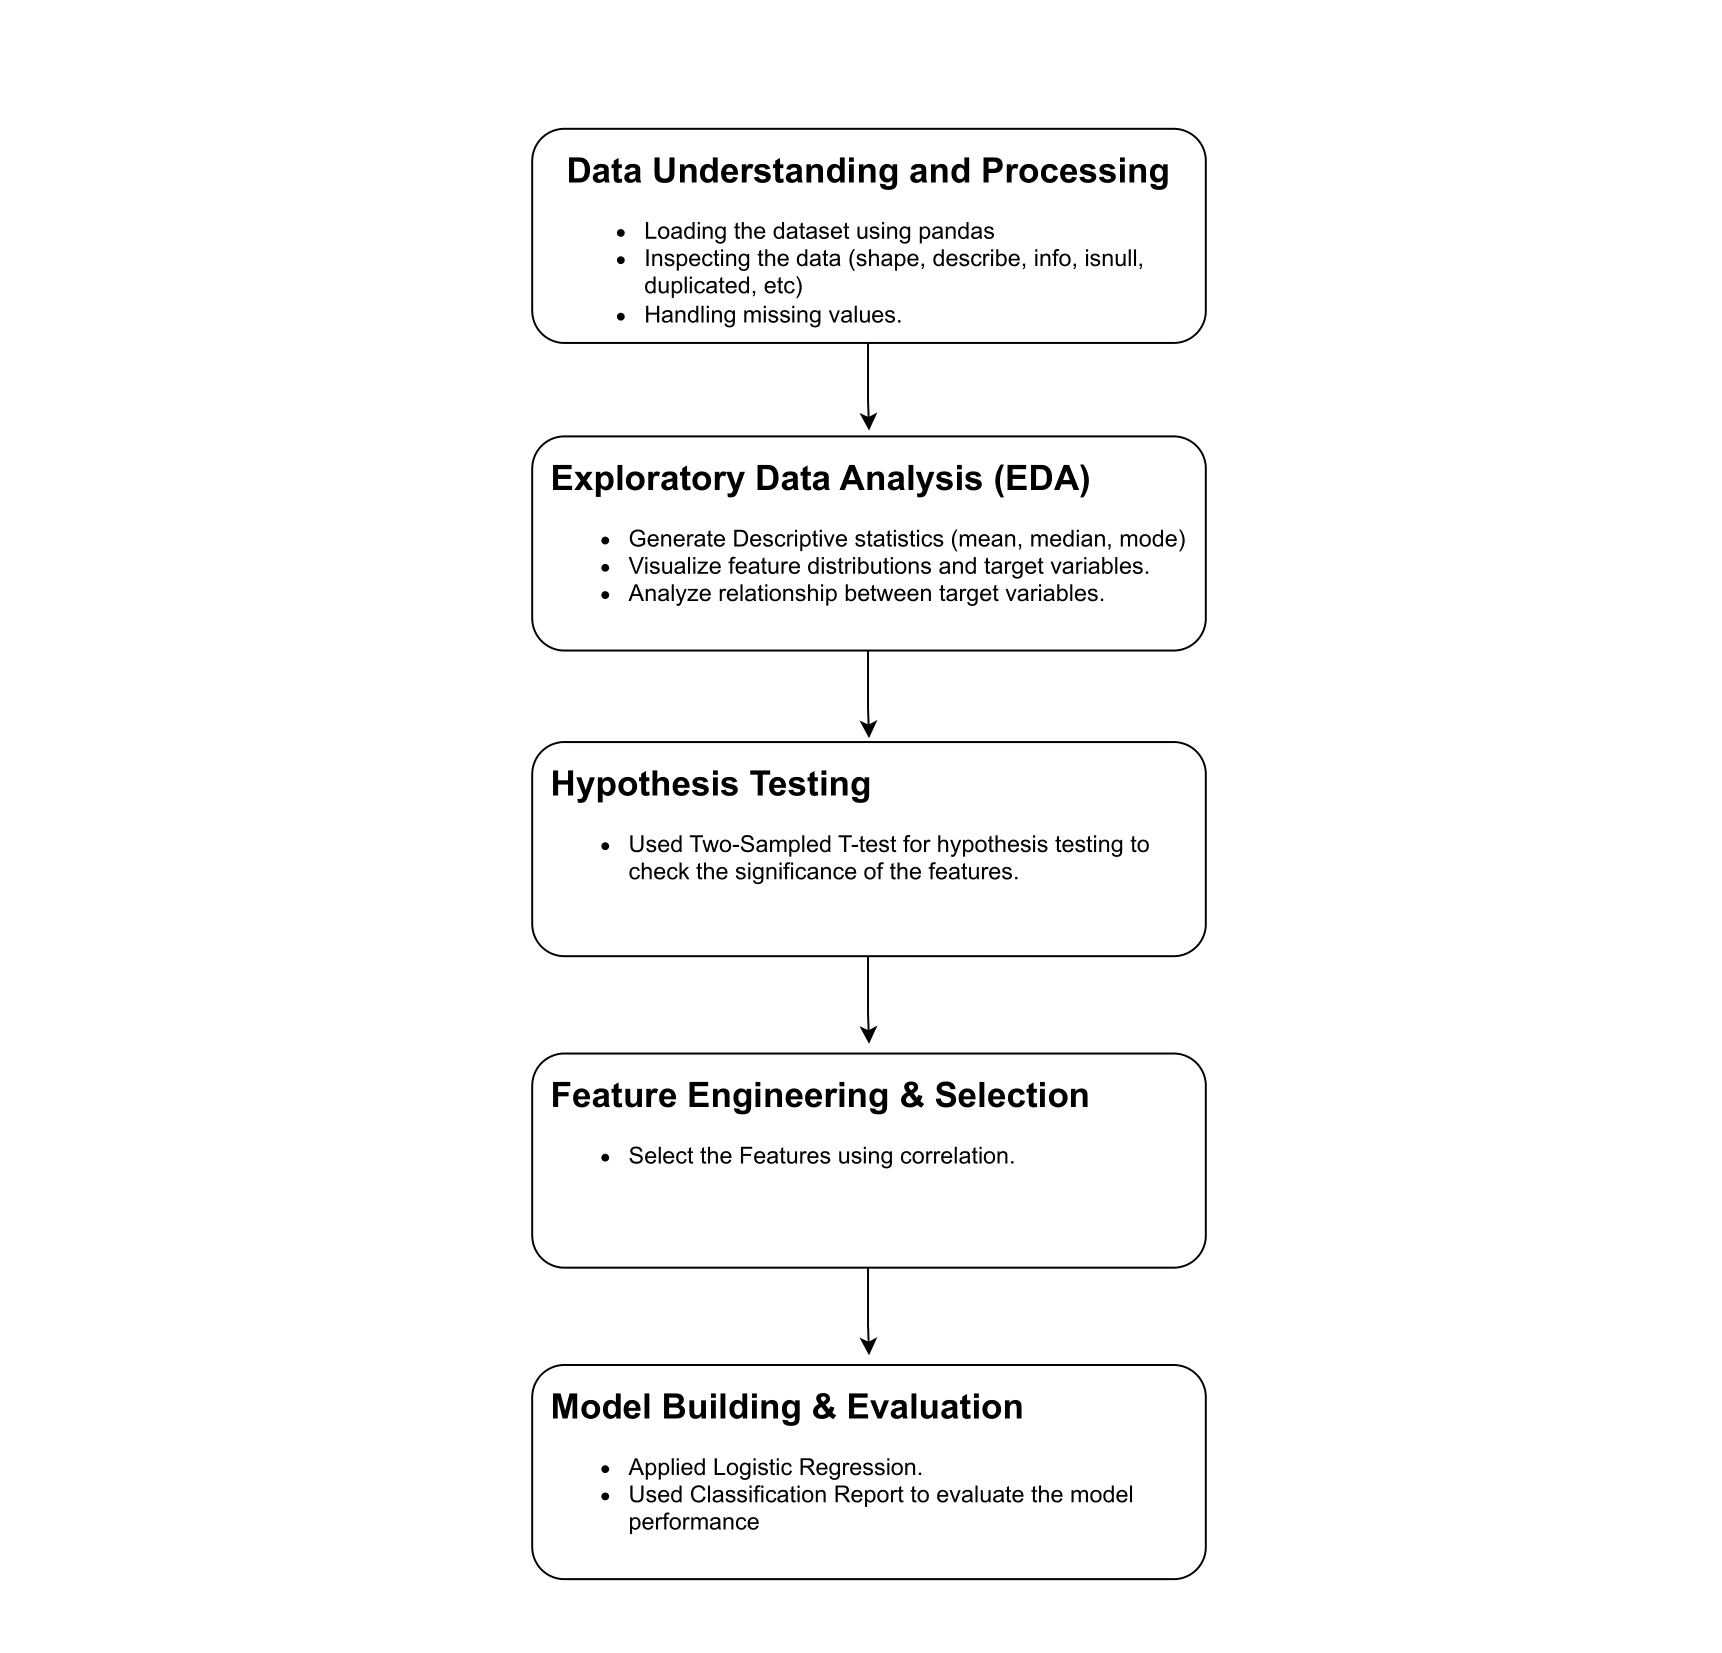 Data Understanding and Processing
• Loading the dataset using pandas
• Inspecting the data (shape, describe, info, isnull,
duplicated, etc)
• Handling missing values.
Exploratory Data Analysis (EDA)
• Generate Descriptive statistics (mean, median, mode)
• Visualize feature distributions and target variables.
• Analyze relationship between target variables.
Hypothesis Testing
• Used Two-Sampled T-test for hypothesis testing to
check the significance of the features.
Feature Engineering & Selection
• Select the Features using correlation.
Model Building & Evaluation
• Applied Logistic Regression.
• Used Classification Report to evaluate the model
performance